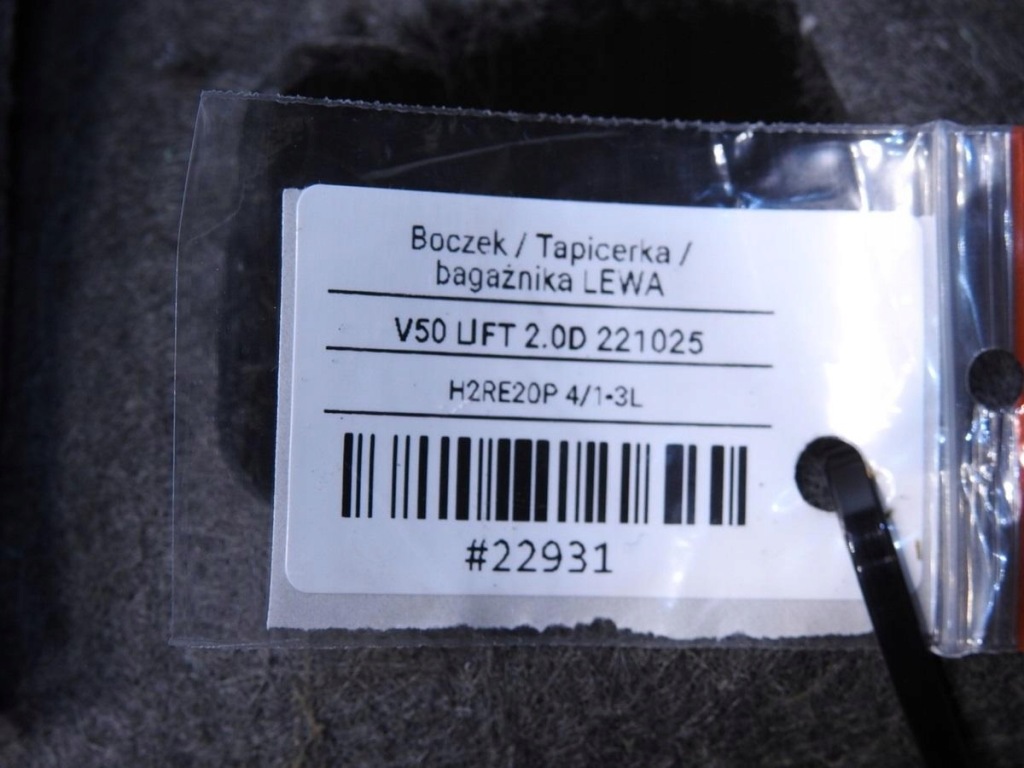 Boczek / Tapicerka /
bagażnika LEWA
V50 LIFT 2.0D 221025
H2RE20P 4/1-3L
#22931